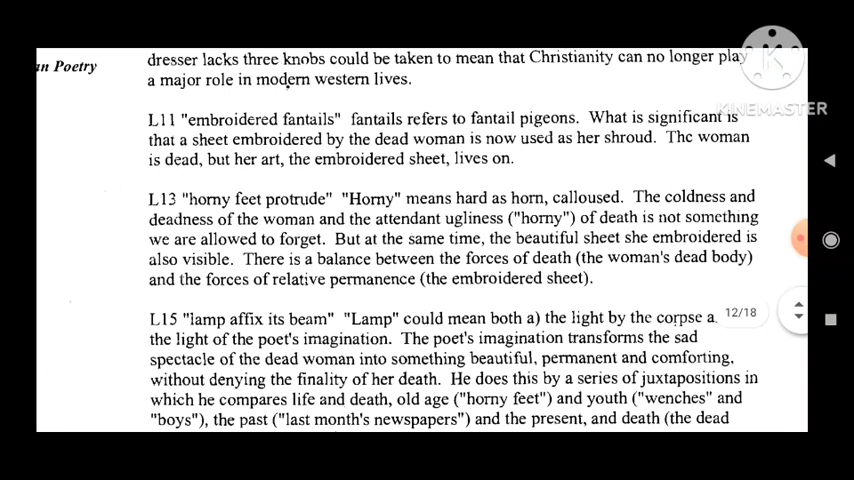 an Poetry
dresser lacks three knobs could be taken to mean that Christianity can no longer play
a major role in modern western lives.
KINEMASTER
L11 "embroidered fantails" fantails refers to fantail pigeons. What is significant is
that a sheet embroidered by the dead woman is now used as her shroud. The woman
is dead, but her art, the embroidered sheet, lives on.
L13 "horny feet protrude" "Horny" means hard as horn, calloused. The coldness and
deadness of the woman and the attendant ugliness ("horny") of death is not something
we are allowed to forget. But at the same time, the beautiful sheet she embroidered is
also visible. There is a balance between the forces of death (the woman's dead body)
and the forces of relative permanence (the embroidered sheet).
L15 "lamp affix its beam" "Lamp" could mean both a) the light by the corpse a
12/18
the light of the poet's imagination. The poet's imagination transforms the sad
spectacle of the dead woman into something beautiful, permanent and comforting,
without denying the finality of her death. He does this by a series of juxtapositions in
which he compares life and death, old age ("horny feet") and youth ("wenches" and
"boys"), the past ("last month's newspapers") and the present, and death (the dead